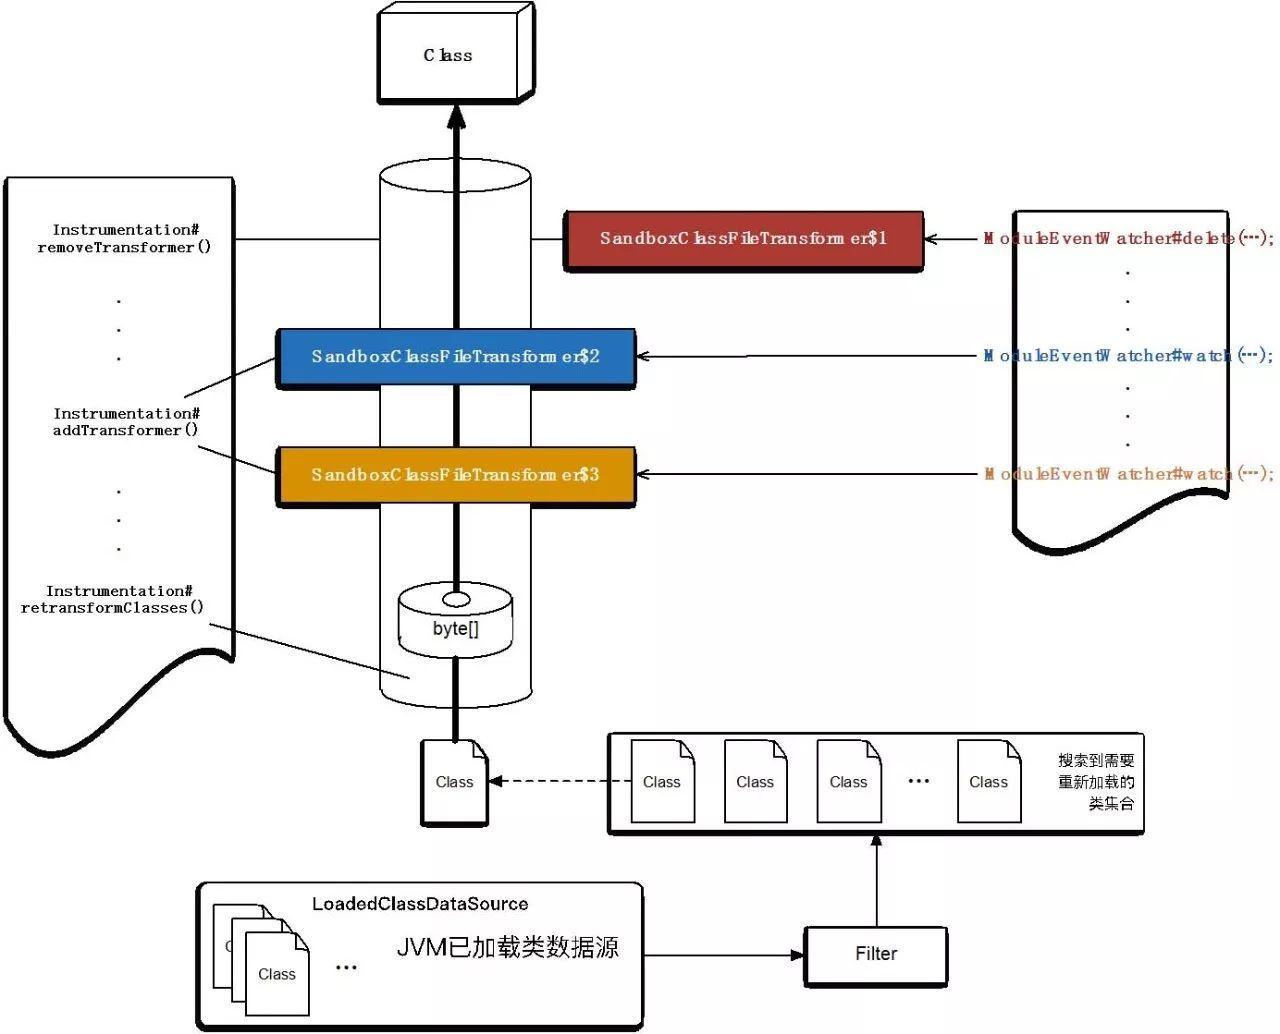 Class
Instrumentation#
removeTransformer()
SandboxClassFileTransformer$1
ModuleEventWatcher#delete(···);
SandboxClassFileTransformer$2
ModuleEventWatcher#watch(···);
Instrumentation#
addTransformer()
SandboxClassFileTransformer$3
ModuleEventWatcher#watch(···);
Instrumentation#
retransformClasses()
byte[]
Class
Class
Class
Class
...
Class
搜索到需要
重新加载的
类集合
LoadedClassDataSource
JVM已加载类数据源
Class
...
Filter